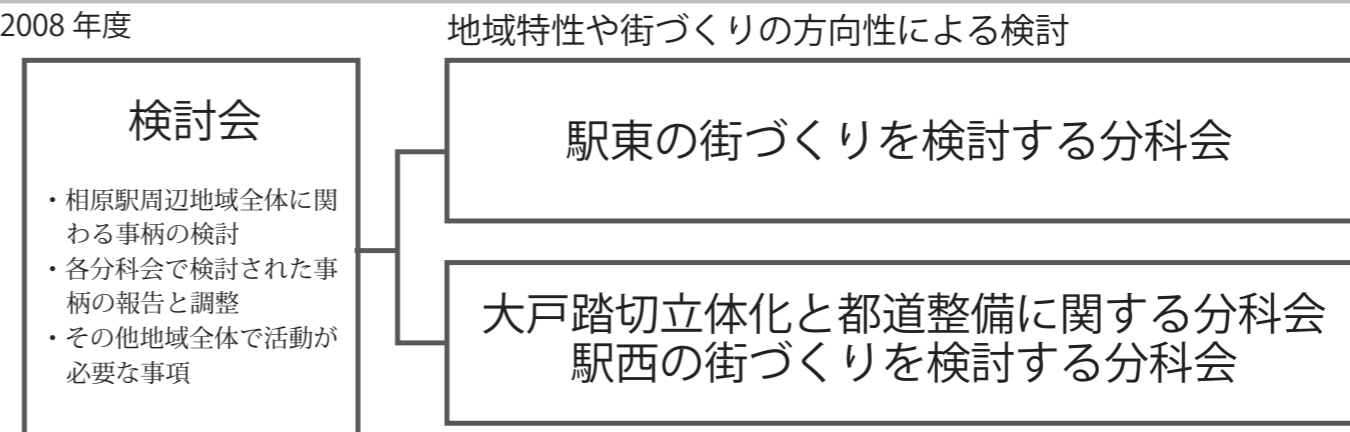 2008 年度
地域特性や街づくりの方向性による検討
検討会
・相原駅周辺地域全体に関
わる事柄の検討
・各分科会で検討された事
柄の報告と調整
・その他地域全体で活動が
必要な事項
駅東の街づくりを検討する分科会
大戸踏切立体化と都道整備に関する分科会
駅西の街づくりを検討する分科会